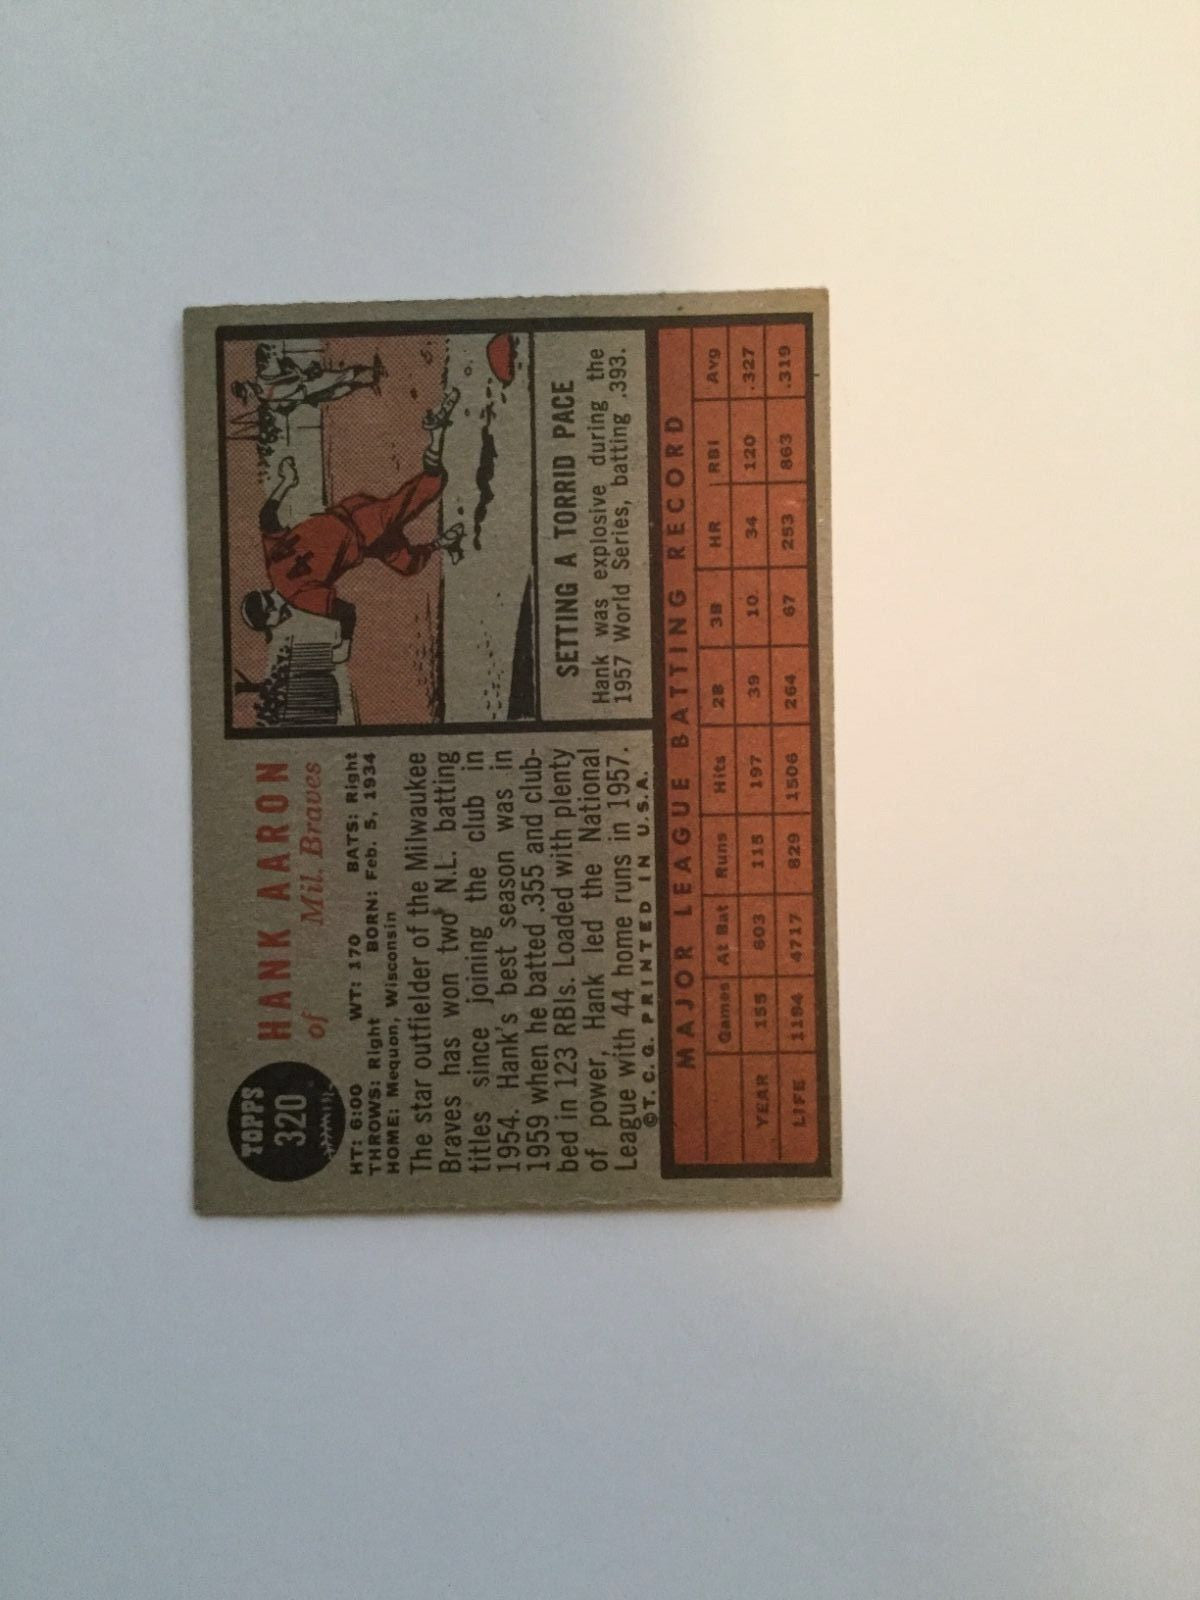 TOPPS
320
HANK AARON
of Mil. Braves
HT: 6:00 WT: 170 BATS: Right
THROWS: Right BORN: Feb. 5, 1934
HOME: Mequon, Wisconsin
The star outfielder of the Milwaukee
Braves has won two N.L. batting
titles since joining the club in
1954. Hank's best season was in
1959 when he batted .355 and club-
bed in 123 RBIs. Loaded with plenty
of power, Hank led the National
League with 44 home runs in 1957.
©T. C. G. PRINTED IN U.S.A.
44
SETTING A TORRID PACE
Hank was explosive during the
1957 World Series, batting .393.
MAJOR LEAGUE BATTING RECORD
Games At Bat Runs Hits 2B 3B HR RBI Avg
YEAR 155 603 115 197 39 10 34 120 .327
LIFE 1194 4717 829 1506 264 67 253 863 .319